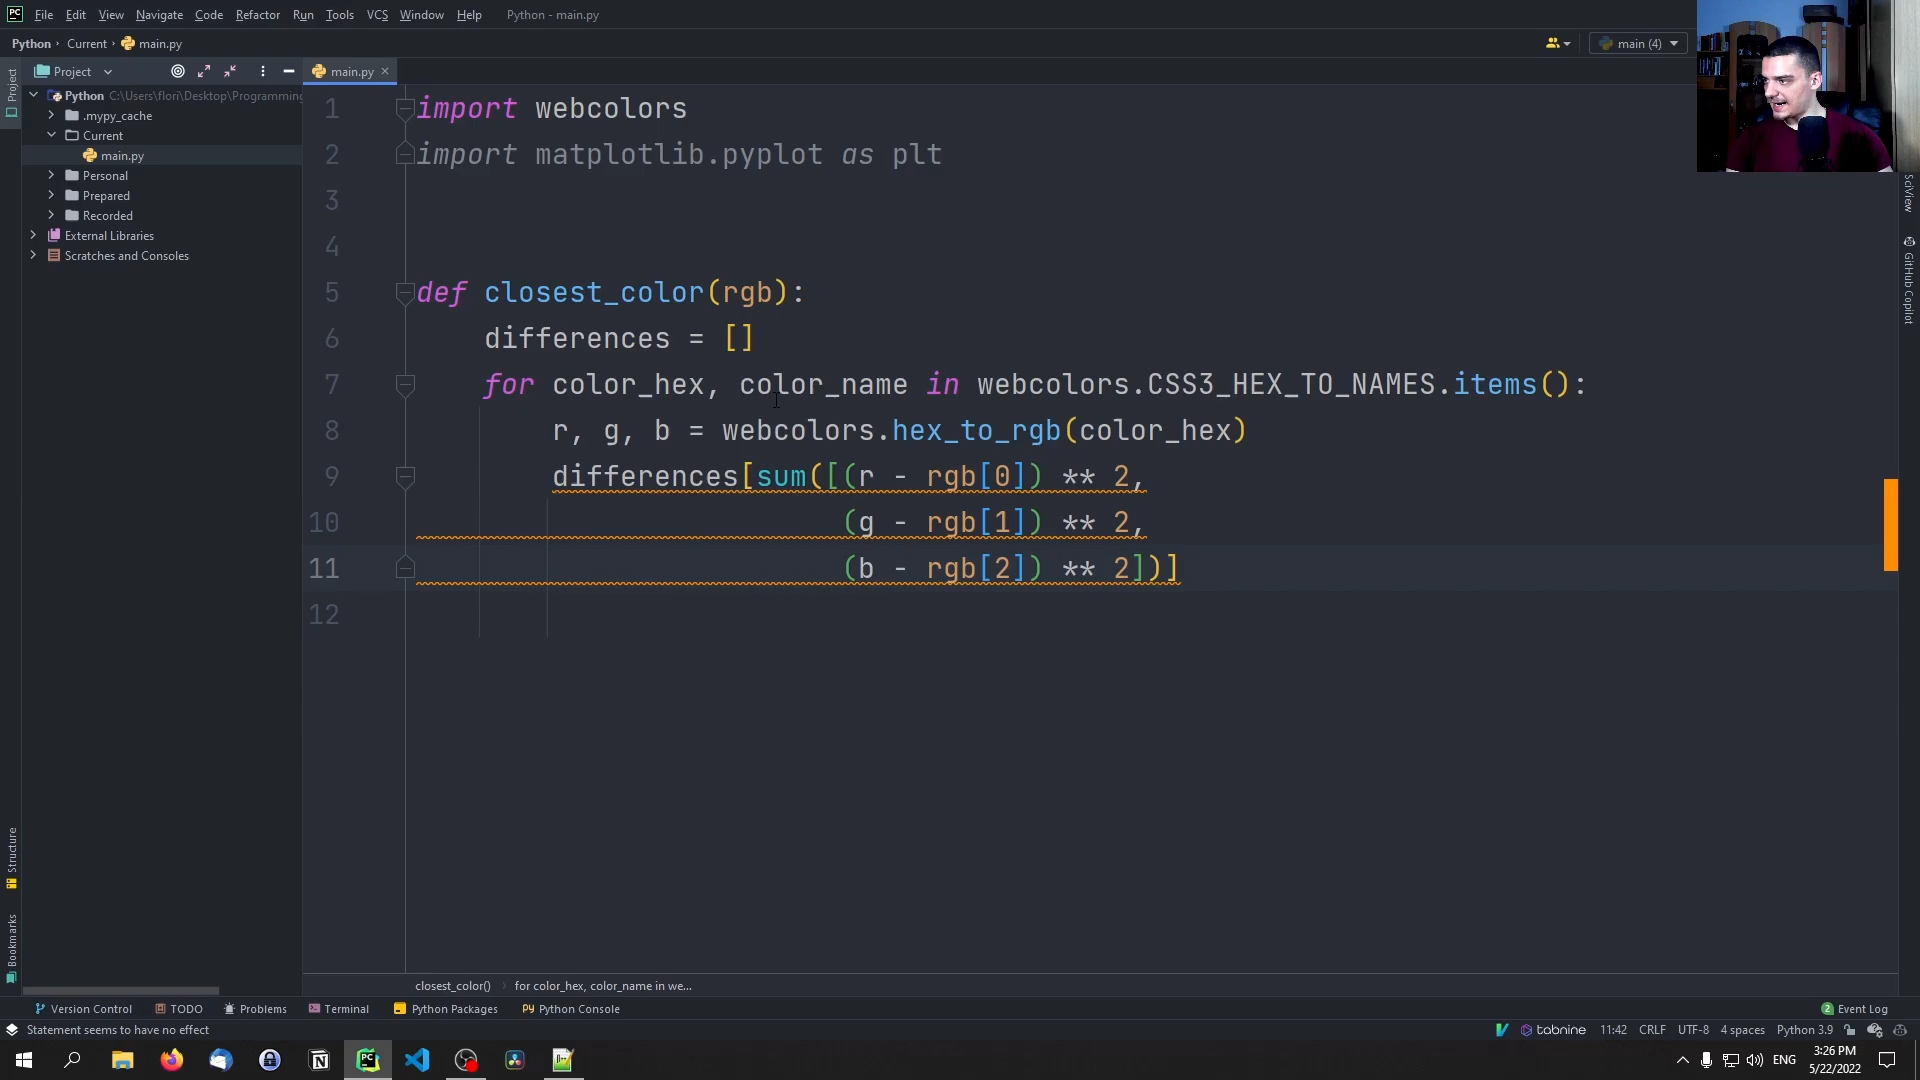 PC File Edit View Navigate Code Refactor Run Tools VCS Window Help Python - main.py
Python › Current › main.py main (4)
Project main.py
Python C:\Users\flori\Desktop\Programming
.mypy_cache
Current
main.py
Personal
Prepared
Recorded
External Libraries
Scratches and Consoles
Project
Structure
Bookmarks
1 import webcolors
2 import matplotlib.pyplot as plt
3
4
5 def closest_color(rgb):
6 differences = []
7 for color_hex, color_name in webcolors.CSS3_HEX_TO_NAMES.items():
8 r, g, b = webcolors.hex_to_rgb(color_hex)
9 differences[sum([(r - rgb[0]) ** 2,
10 (g - rgb[1]) ** 2,
11 (b - rgb[2]) ** 2])]
12
SciView
GitHub Copilot
closest_color() › for color_hex, color_name in we...
Version Control TODO Problems Terminal Python Packages Python Console 2 Event Log
Statement seems to have no effect tabnine 11:42 CRLF UTF-8 4 spaces Python 3.9
ENG 3:26 PM
5/22/2022